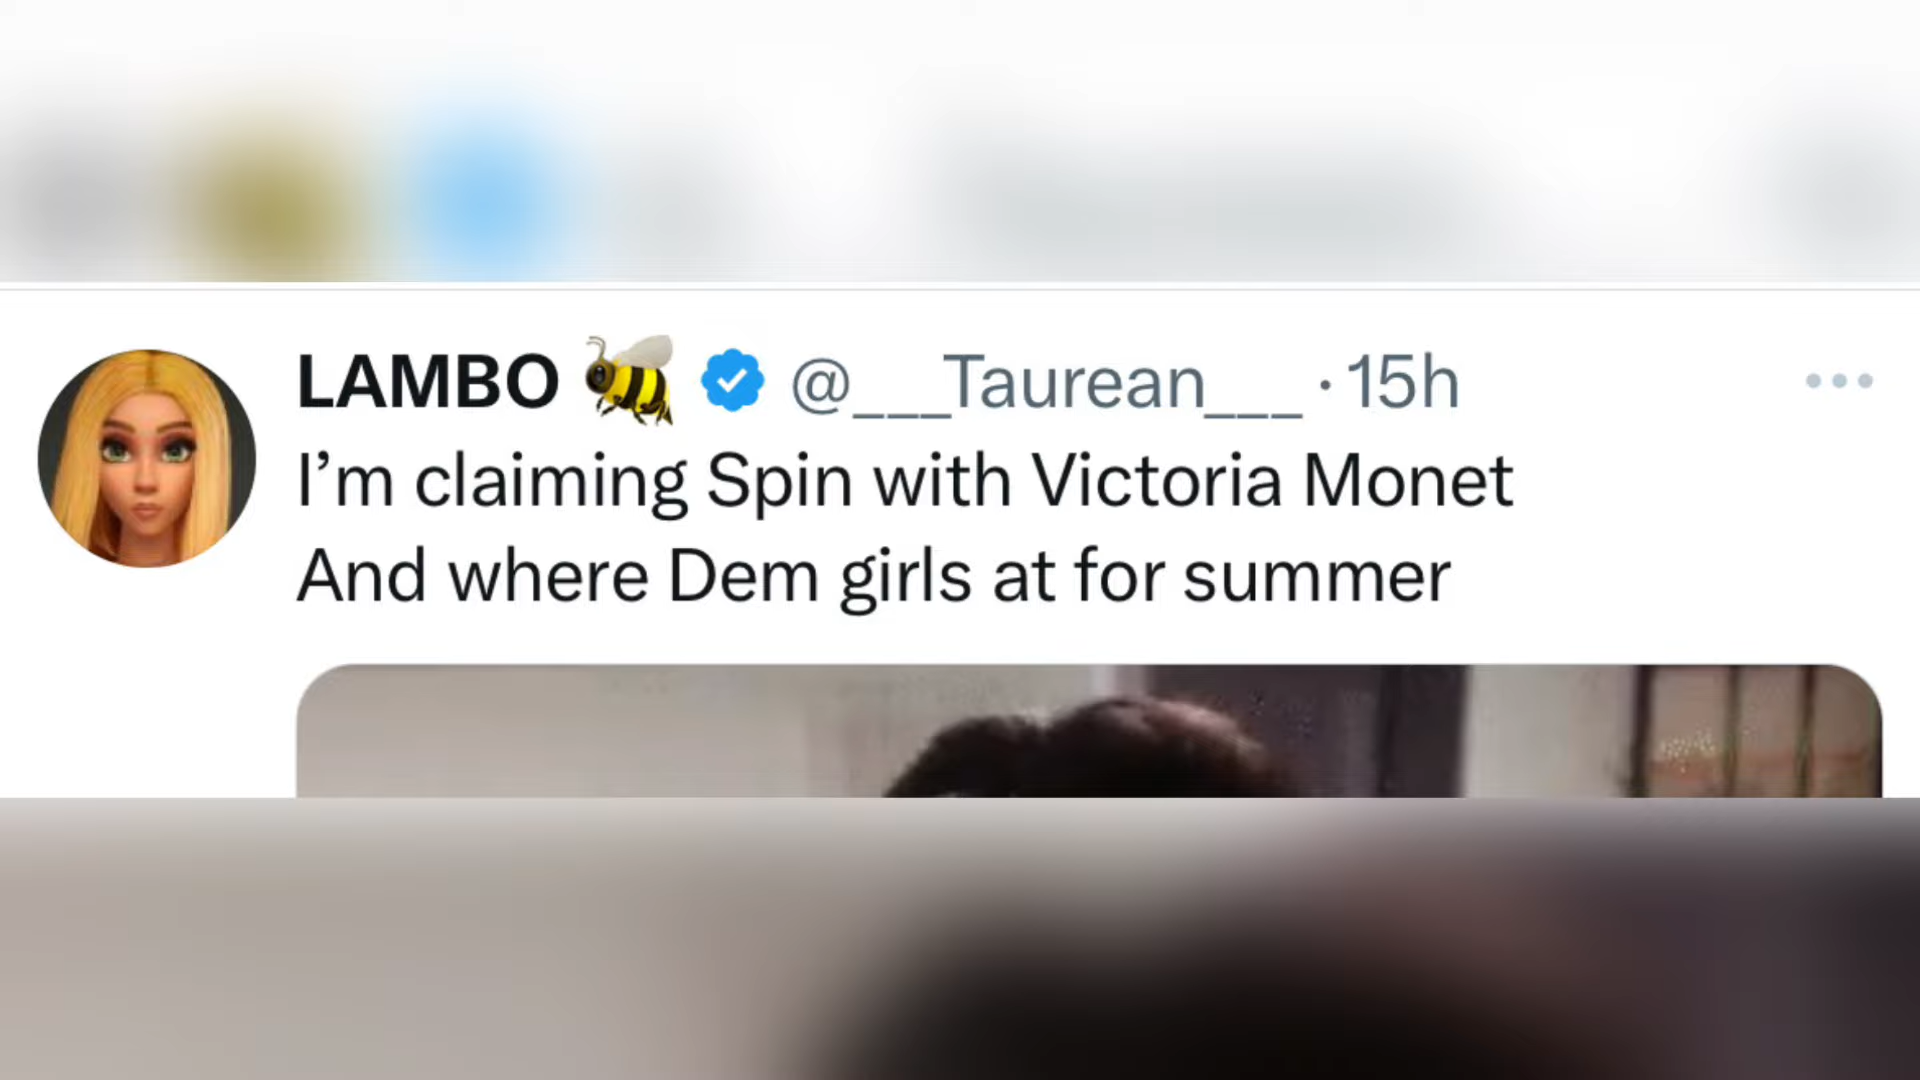 LAMBO 🐝 @___Taurean___ · 15h
I’m claiming Spin with Victoria Monet
And where Dem girls at for summer